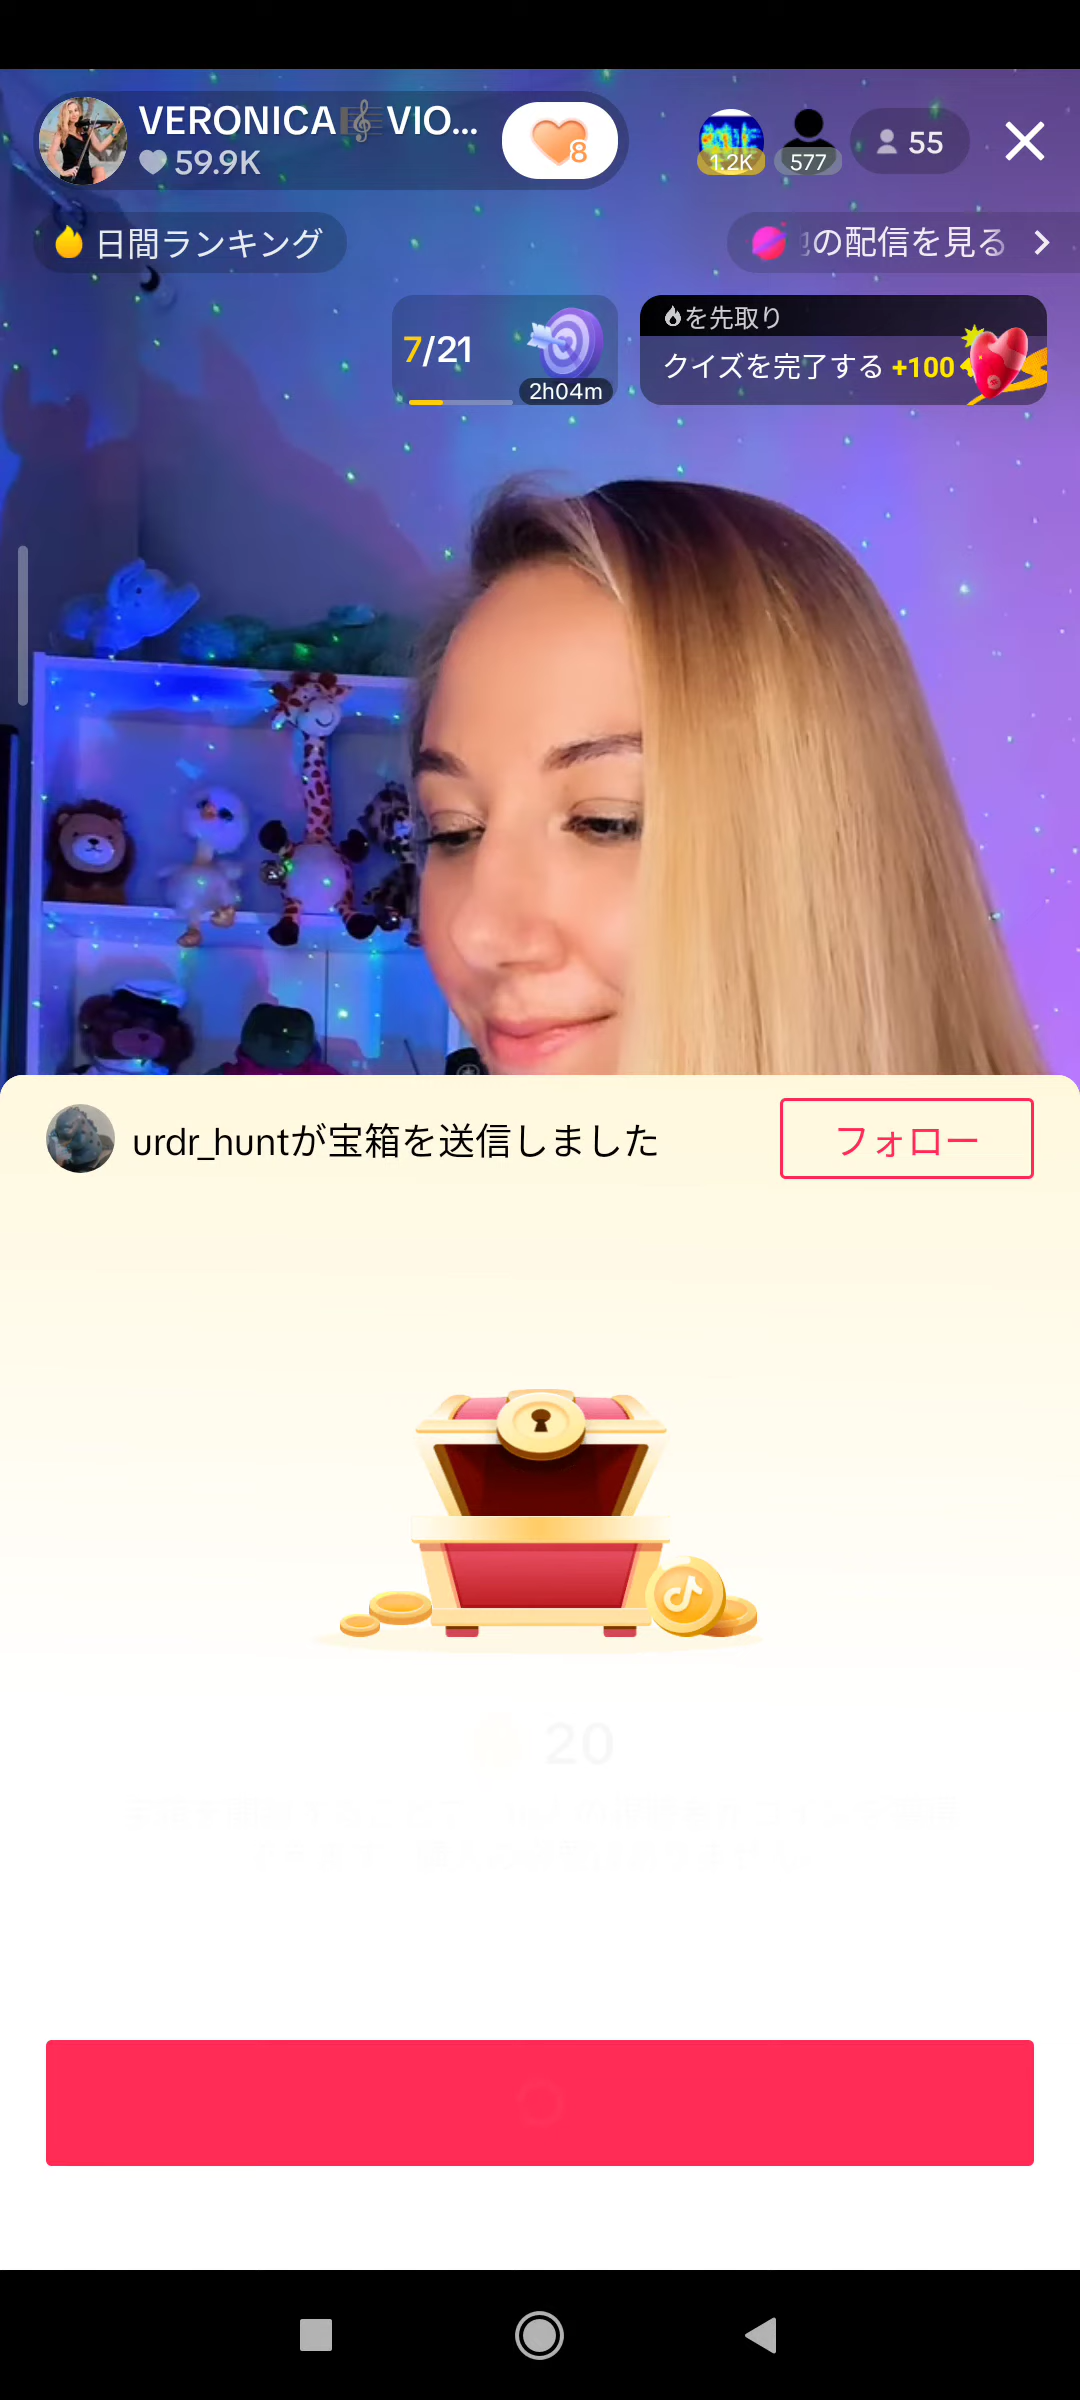 VERONICA🎼VIO...
59.9K
8
1.2K
577
55
日間ランキング
の配信を見る
7/21
2h04m
を先取り
クイズを完了する +100
urdr_huntが宝箱を送信しました
フォロー
20